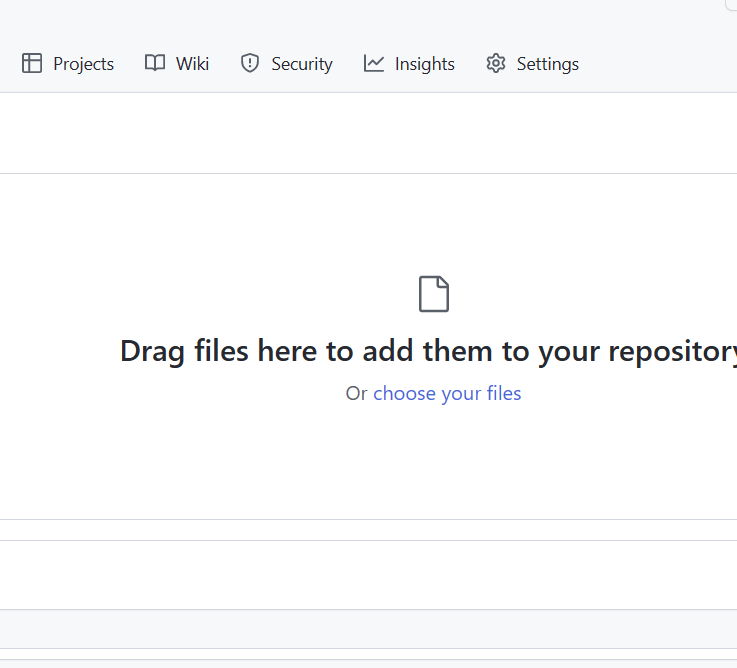 Projects Wiki Security Insights Settings
Drag files here to add them to your repository
Or choose your files